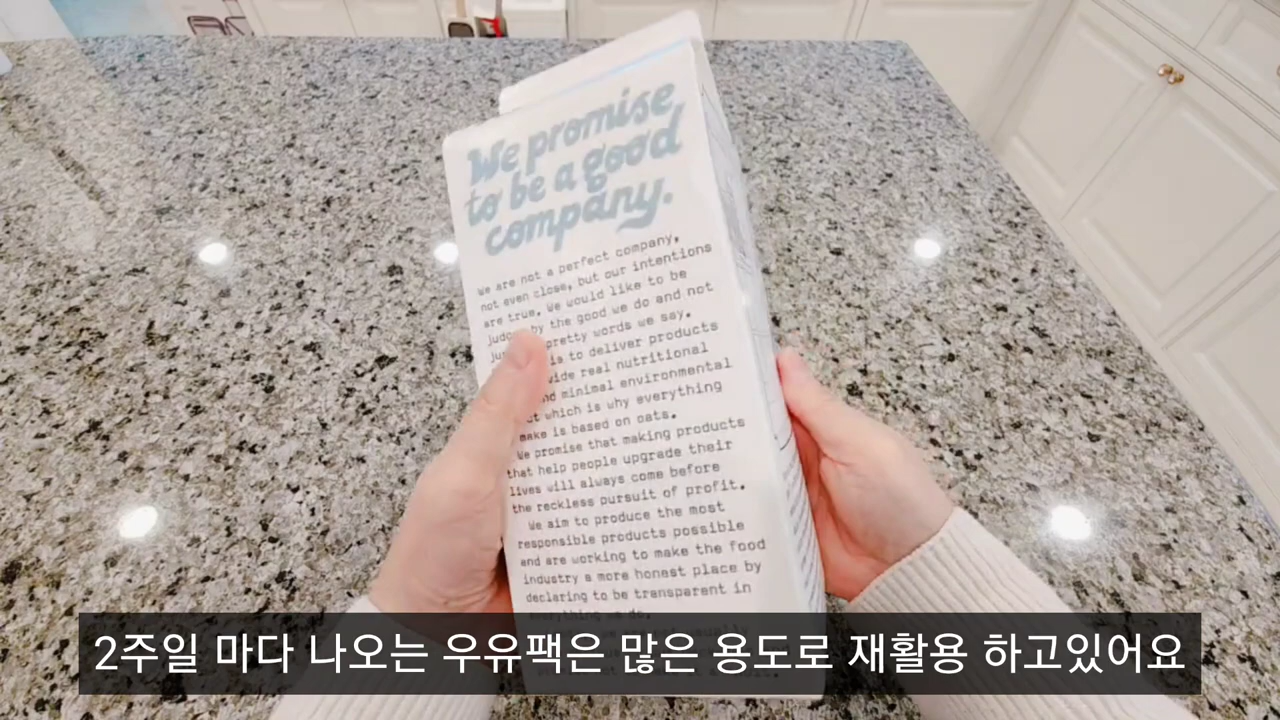 We promise
to be a good
company.
We are not a perfect company,
not even close, but our intentions
are true. We would like to be
by the good we do and not
pretty words we say.
is to deliver products
real nutritional
minimal environmental
which is why everything
make is based on oats.
We promise that making products
that help people upgrade their
lives will always come before
the reckless pursuit of profit.
We aim to produce the most
responsible products possible
and are working to make the food
industry a more honest place by
declaring to be transparent in
everything we do.
2주일 마다 나오는 우유팩은 많은 용도로 재활용 하고있어요